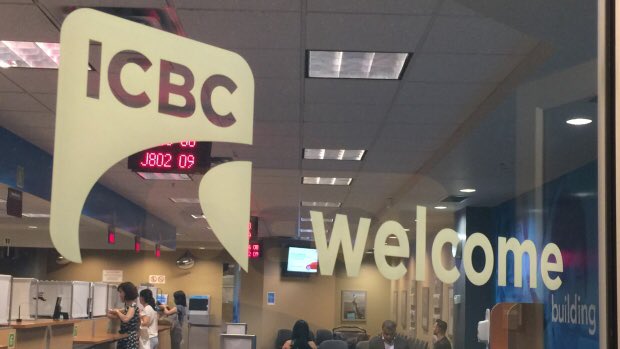 ICBC
J802 09
welcome
building